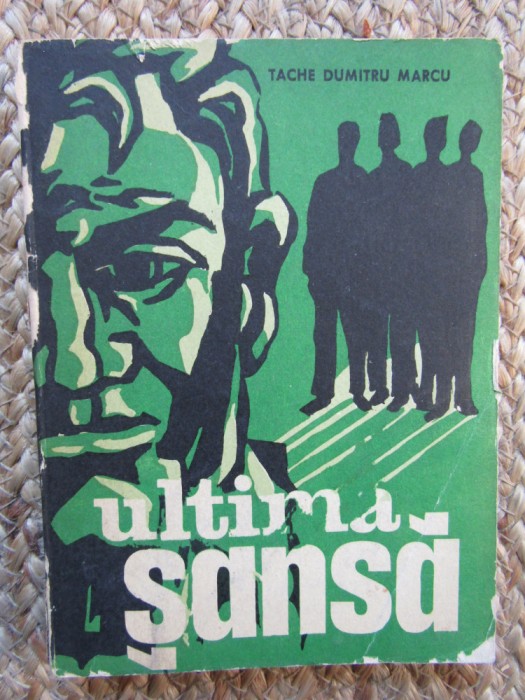 TACHE DUMITRU MARCU
ultima
șansă